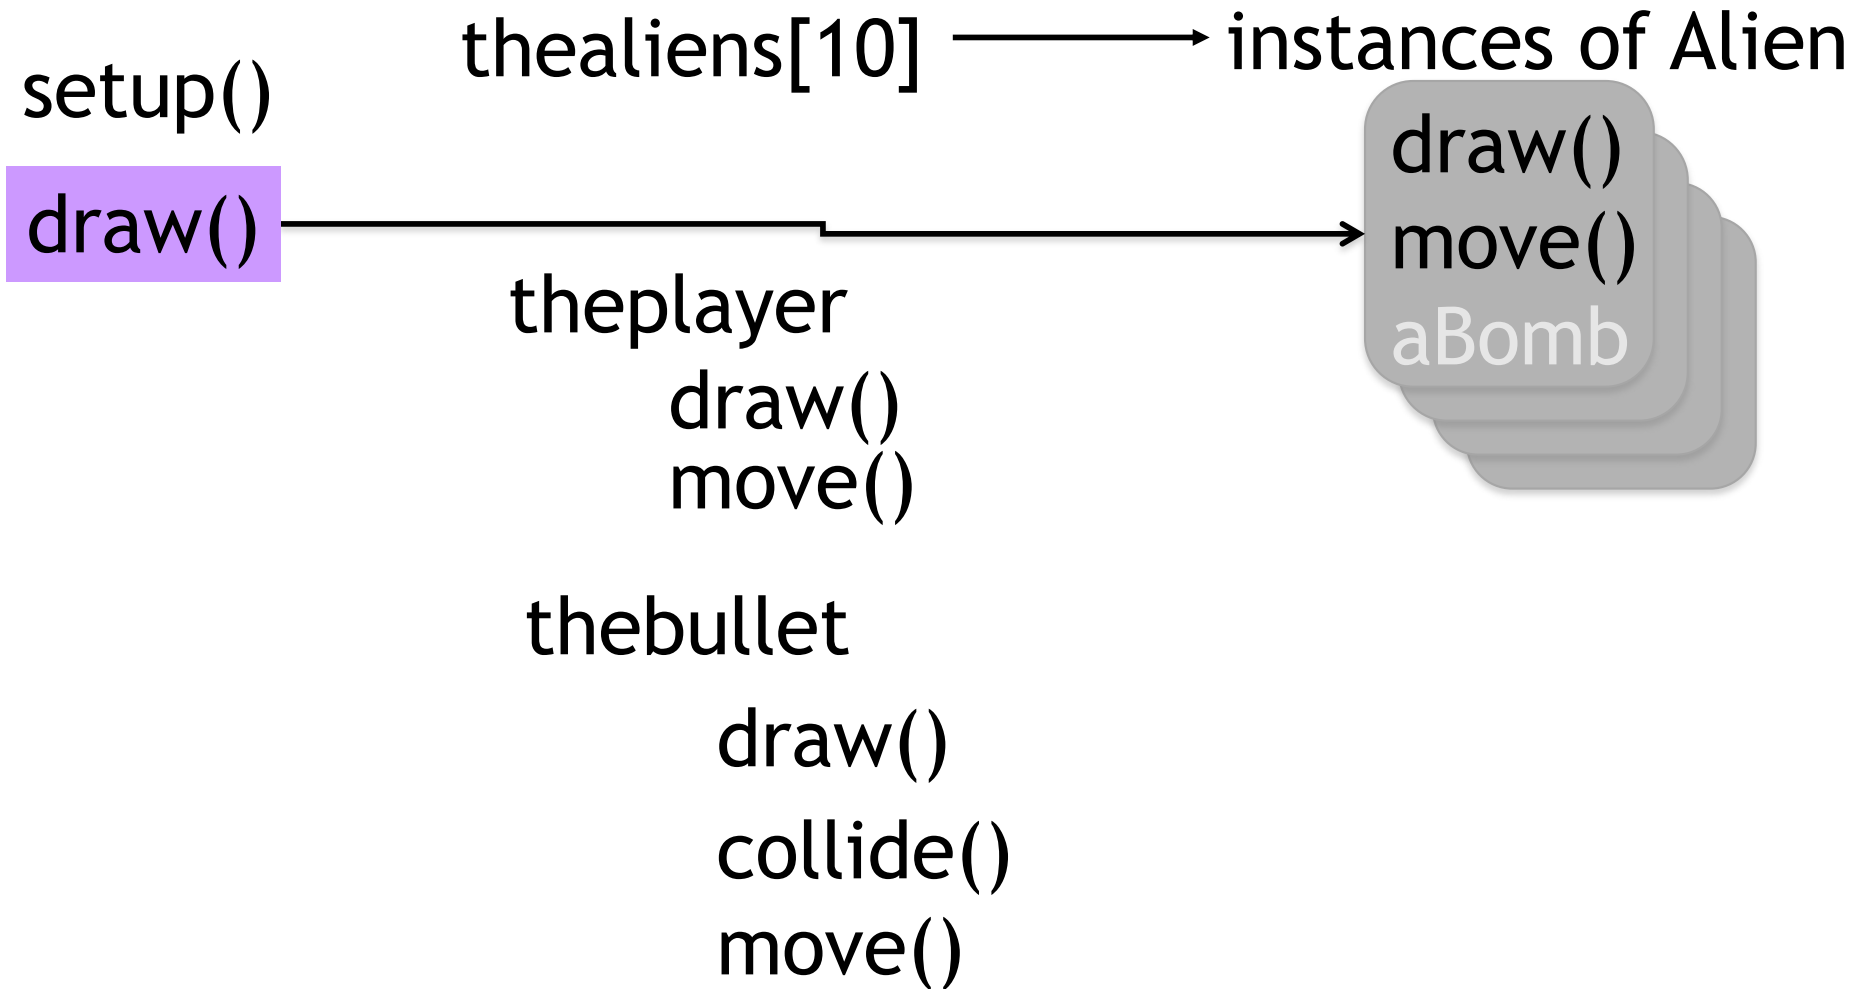 setup()
draw()
thealiens[10]
instances of Alien
draw()
move()
aBomb
theplayer
draw()
move()
thebullet
draw()
collide()
move()